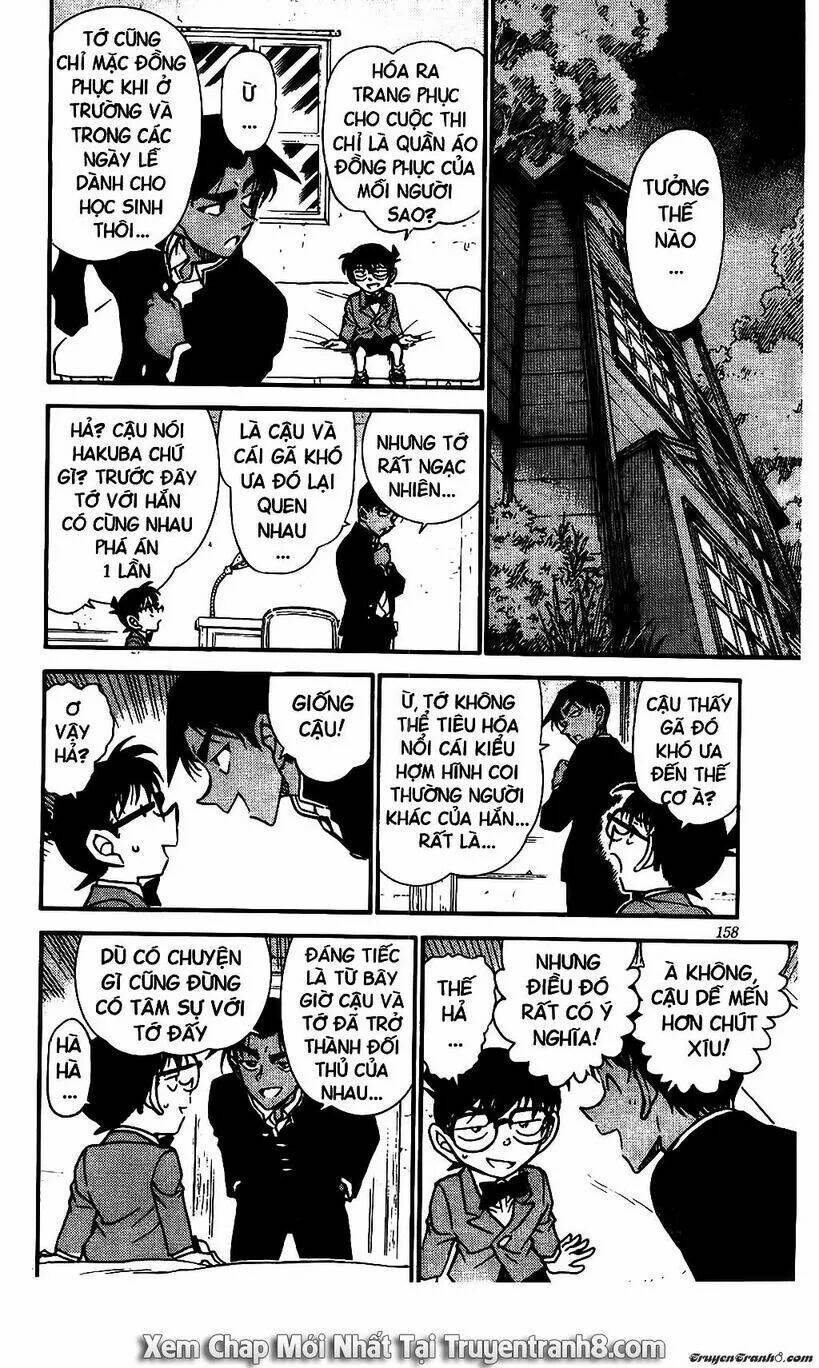 TƯỞNG
THẾ
NÀO
...
HÓA RA
TRANG PHỤC
CHO CUỘC THI
CHỈ LÀ QUẦN ÁO
ĐỒNG PHỤC CỦA
MỖI NGƯỜI
SAO?
Ừ
...
TỚ CŨNG
CHỈ MẶC ĐỒNG
PHỤC KHI Ở
TRƯỜNG VÀ
TRONG CÁC
NGÀY LỄ
DÀNH CHO
HỌC SINH
THÔI...
NHƯNG TỚ
RẤT NGẠC
NHIÊN...
LÀ CẬU VÀ
CÁI GÃ KHÓ
ƯA ĐÓ LẠI
QUEN
NHAU
...
HẢ? CẬU NÓI
HAKUBA CHỨ
GÌ? TRƯỚC ĐÂY
TỚ VỚI HẮN
CÓ CÙNG NHAU
PHÁ ÁN
1 LẦN
CẬU THẤY
GÃ ĐÓ
KHÓ ƯA
ĐẾN THẾ
CƠ À?
Ừ, TỚ KHÔNG
THỂ TIÊU HÓA
NỔI CÁI KIỂU
HỢM HĨNH COI
THƯỜNG NGƯỜI
KHÁC CỦA HẮN...
RẤT LÀ...
GIỐNG
CẬU!
Ơ
VẬY
HẢ?
158
À KHÔNG,
CẬU DỄ MẾN
HƠN CHÚT
XÍU!
NHƯNG
ĐIỀU ĐÓ
RẤT CÓ Ý
NGHĨA!
THẾ
HẢ
...
ĐÁNG TIẾC
LÀ TỪ BÂY
GIỜ CẬU VÀ
TỚ ĐÃ TRỞ
THÀNH ĐỐI
THỦ CỦA
NHAU...
DÙ CÓ CHUYỆN
GÌ CŨNG ĐỪNG
CÓ TÂM SỰ VỚI
TỚ ĐẤY
HÀ
HÀ
...
Xem Chap Mới Nhất Tại Truyentranh8.com
TruyenTranh8.com